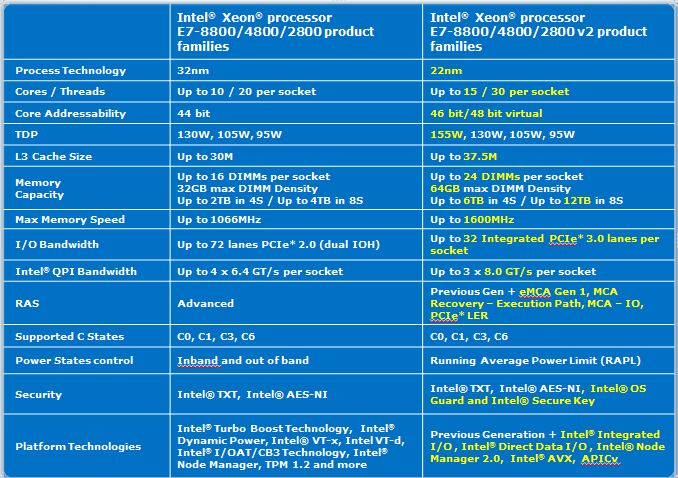 Intel® Xeon® processor
E7-8800/4800/2800 product
families
Intel® Xeon® processor
E7-8800/4800/2800 v2 product
families
Process Technology
32nm
22nm
Cores / Threads
Up to 10 / 20 per socket
Up to 15 / 30 per socket
Core Addressability
44 bit
46 bit/48 bit virtual
TDP
130W, 105W, 95W
155W, 130W, 105W, 95W
L3 Cache Size
Up to 30M
Up to 37.5M
Memory
Capacity
Up to 16 DIMMs per socket
32GB max DIMM Density
Up to 2TB in 4S / Up to 4TB in 8S
Up to 24 DIMMs per socket
64GB max DIMM Density
Up to 6TB in 4S / Up to 12TB in 8S
Max Memory Speed
Up to 1066MHz
Up to 1600MHz
I/O Bandwidth
Up to 72 lanes PCIe* 2.0 (dual IOH)
Up to 32 Integrated PCIe* 3.0 lanes per
socket
Intel® QPI Bandwidth
Up to 4 x 6.4 GT/s per socket
Up to 3 x 8.0 GT/s per socket
RAS
Advanced
Previous Gen + eMCA Gen 1, MCA
Recovery – Execution Path, MCA – IO,
PCIe* LER
Supported C States
C0, C1, C3, C6
C0, C1, C3, C6
Power States control
Inband and out of band
Running Average Power Limit (RAPL)
Security
Intel® TXT, Intel® AES-NI
Intel® TXT, Intel® AES-NI, Intel® OS
Guard and Intel® Secure Key
Platform Technologies
Intel® Turbo Boost Technology, Intel®
Dynamic Power, Intel® VT-x, Intel VT-d,
Intel® I/OAT/CB3 Technology, Intel®
Node Manager, TPM 1.2 and more
Previous Generation + Intel® Integrated
I/O , Intel® Direct Data I/O , Intel® Node
Manager 2.0, Intel® AVX, APICv